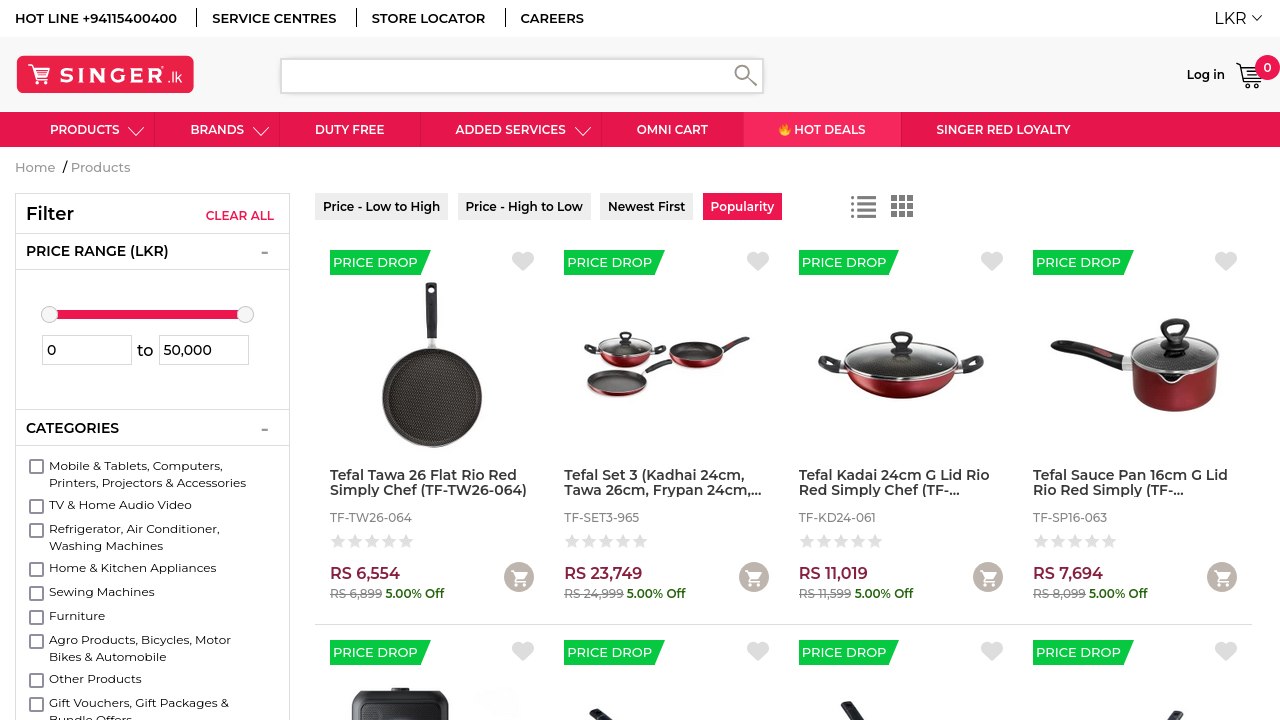 HOT LINE +94115400400 SERVICE CENTRES STORE LOCATOR CAREERS LKR
SINGER.lk
Log in 0
PRODUCTS BRANDS DUTY FREE ADDED SERVICES OMNI CART HOT DEALS SINGER RED LOYALTY
Home / Products
Filter CLEAR ALL
PRICE RANGE (LKR) -
0 to 50,000
CATEGORIES -
Mobile & Tablets, Computers,
Printers, Projectors & Accessories
TV & Home Audio Video
Refrigerator, Air Conditioner,
Washing Machines
Home & Kitchen Appliances
Sewing Machines
Furniture
Agro Products, Bicycles, Motor
Bikes & Automobile
Other Products
Gift Vouchers, Gift Packages &
Bundle Offers
Price - Low to High Price - High to Low Newest First Popularity
PRICE DROP PRICE DROP PRICE DROP PRICE DROP
Tefal Tawa 26 Flat Rio Red
Simply Chef (TF-TW26-064)
TF-TW26-064
RS 6,554
RS 6,899 5.00% Off
Tefal Set 3 (Kadhai 24cm,
Tawa 26cm, Frypan 24cm,...
TF-SET3-965
RS 23,749
RS 24,999 5.00% Off
Tefal Kadai 24cm G Lid Rio
Red Simply Chef (TF-...
TF-KD24-061
RS 11,019
RS 11,599 5.00% Off
Tefal Sauce Pan 16cm G Lid
Rio Red Simply (TF-...
TF-SP16-063
RS 7,694
RS 8,099 5.00% Off
PRICE DROP PRICE DROP PRICE DROP PRICE DROP